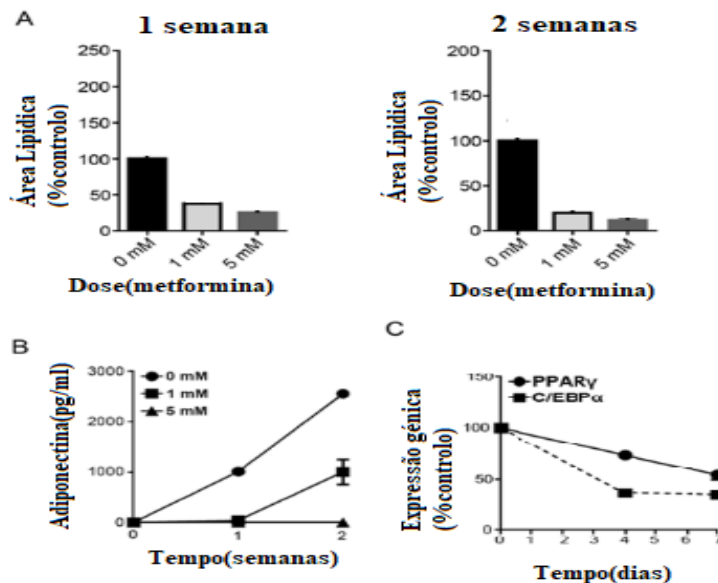 A
1 semana
250
200
150
100
50
0
Área Lipidica
(%controlo)
0 mM
1 mM
5 mM
Dose(metformina)
2 semanas
200
150
100
50
0
Área Lipidica
(%controlo)
0 mM
1 mM
5 mM
Dose(metformina)
B
0 mM
1 mM
5 mM
3000
2000
1000
0
Adiponectina(pg/ml)
0
1
2
Tempo(semanas)
C
PPARγ
C/EBPα
150
100
50
0
Expressão génica
(%controlo)
0 1 2 3 4 5 6 7
Tempo(dias)